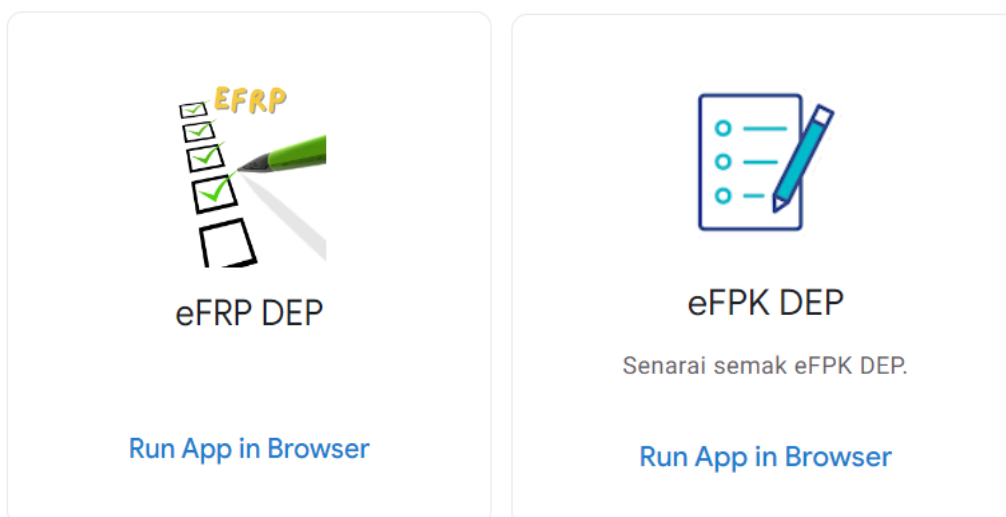 EFRP
eFRP DEP
Run App in Browser
eFPK DEP
Senarai semak eFPK DEP.
Run App in Browser